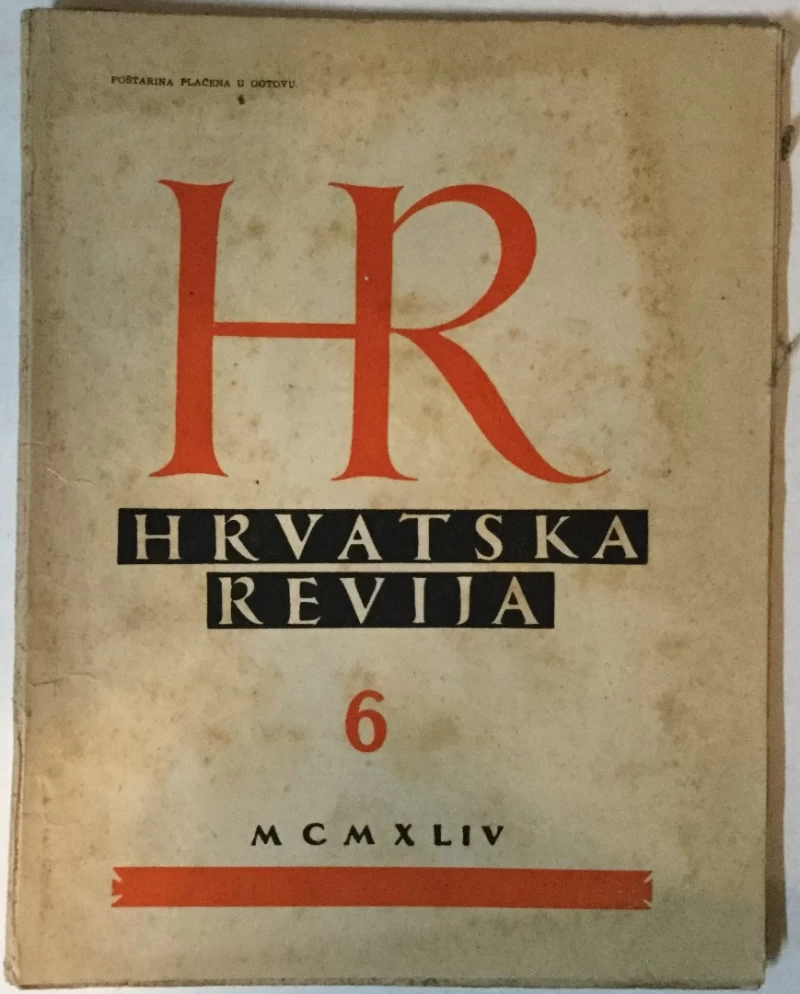 POŠTARINA PLAĆENA U GOTOVU.
HR
HRVATSKA
REVIJA
6
MCMXLIV